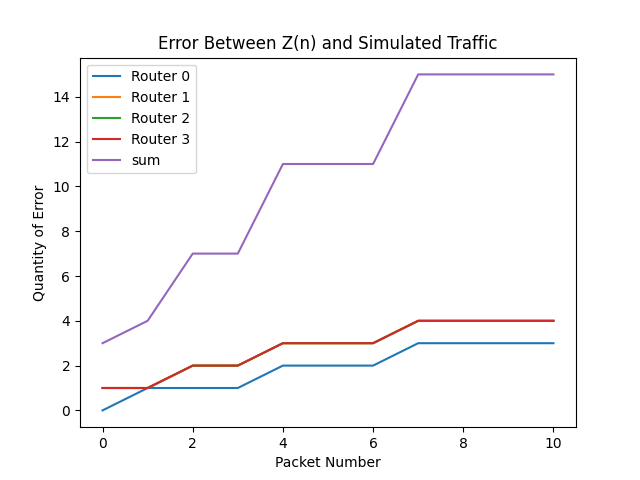 Error Between Z(n) and Simulated Traffic
Router 0
Router 1
Router 2
Router 3
sum
Quantity of Error
14
12
10
8
6
4
2
0
0 2 4 6 8 10
Packet Number